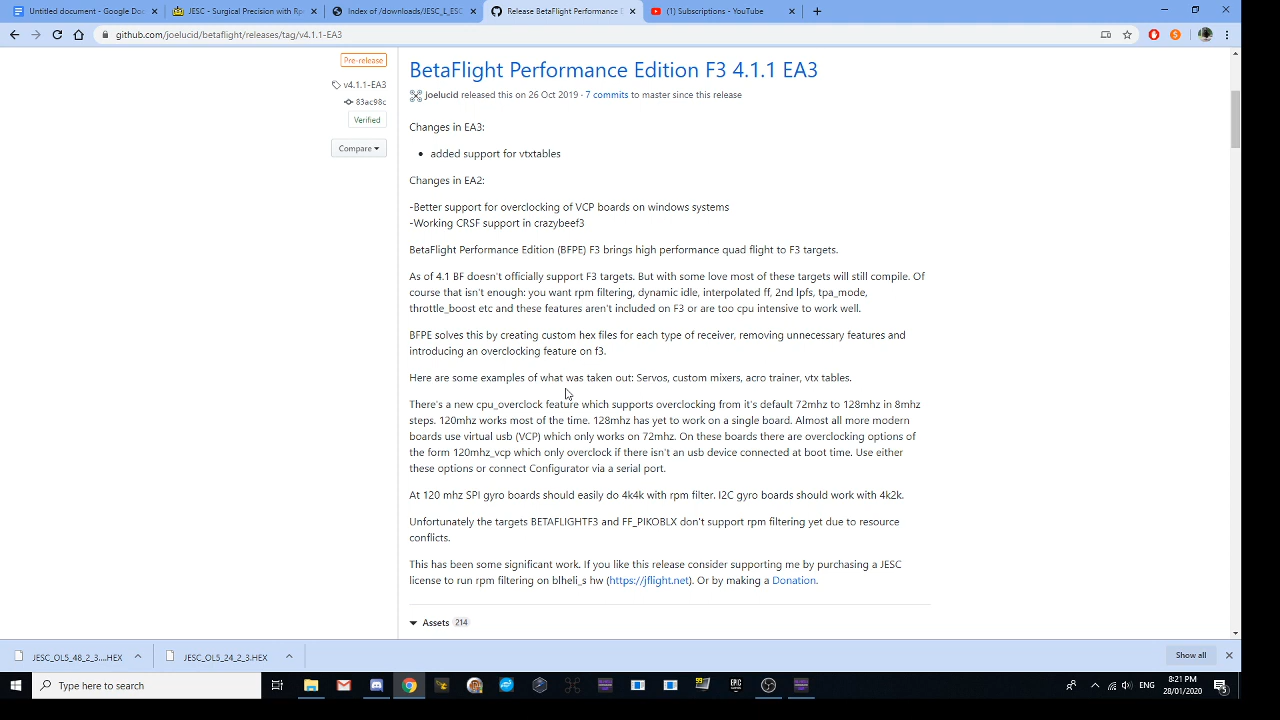 Untitled document - Google Doc
JESC - Surgical Precision with Rp
Index of /downloads/JESC_L_ESC
Release BetaFlight Performance E
(1) Subscriptions - YouTube
github.com/joelucid/betaflight/releases/tag/v4.1.1-EA3
Pre-release
v4.1.1-EA3
83ac98c
Verified
Compare
BetaFlight Performance Edition F3 4.1.1 EA3
joelucid released this on 26 Oct 2019 · 7 commits to master since this release
Changes in EA3:
• added support for vtxtables
Changes in EA2:
-Better support for overclocking of VCP boards on windows systems
-Working CRSF support in crazybeef3
BetaFlight Performance Edition (BFPE) F3 brings high performance quad flight to F3 targets.
As of 4.1 BF doesn't officially support F3 targets. But with some love most of these targets will still compile. Of
course that isn't enough: you want rpm filtering, dynamic idle, interpolated ff, 2nd lpfs, tpa_mode,
throttle_boost etc and these features aren't included on F3 or are too cpu intensive to work well.
BFPE solves this by creating custom hex files for each type of receiver, removing unnecessary features and
introducing an overclocking feature on f3.
Here are some examples of what was taken out: Servos, custom mixers, acro trainer, vtx tables.
There's a new cpu_overclock feature which supports overclocking from it's default 72mhz to 128mhz in 8mhz
steps. 120mhz works most of the time. 128mhz has yet to work on a single board. Almost all more modern
boards use virtual usb (VCP) which only works on 72mhz. On these boards there are overclocking options of
the form 120mhz_vcp which only overclock if there isn't an usb device connected at boot time. Use either
these options or connect Configurator via a serial port.
At 120 mhz SPI gyro boards should easily do 4k4k with rpm filter. I2C gyro boards should work with 4k2k.
Unfortunately the targets BETAFLIGHTF3 and FF_PIKOBLX don't support rpm filtering yet due to resource
conflicts.
This has been some significant work. If you like this release consider supporting me by purchasing a JESC
license to run rpm filtering on blheli_s hw (https://jflight.net). Or by making a Donation.
Assets 214
JESC_OL5_48_2_3....HEX
JESC_OL5_24_2_3.HEX
Show all
Type here to search
ENG
8:21 PM
28/01/2020